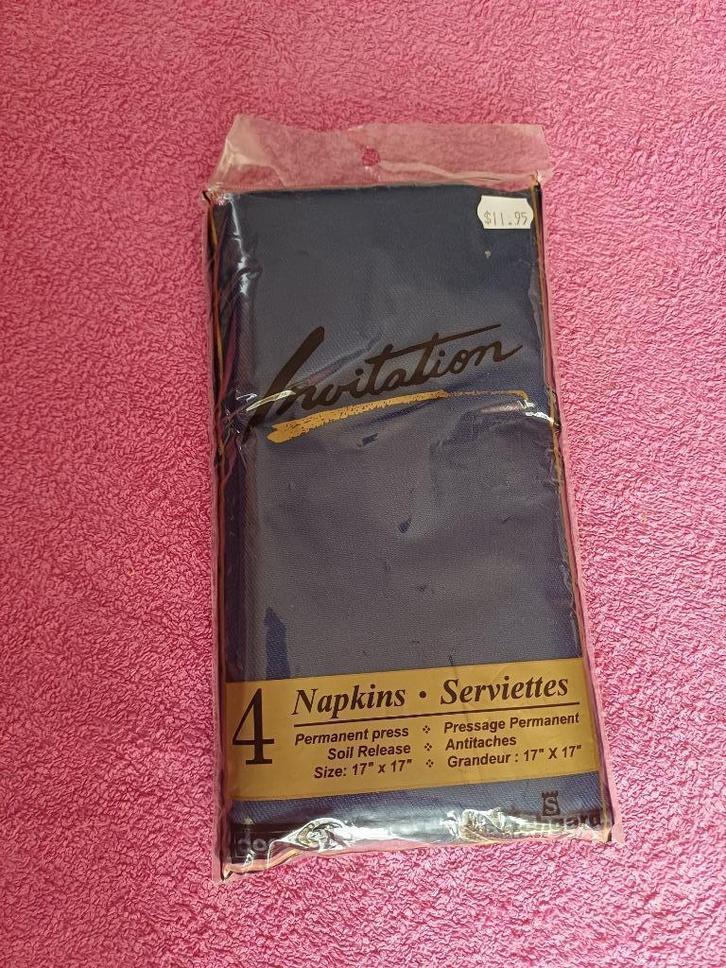 $11.95
Invitation
4
Napkins • Serviettes
Permanent press ❖ Pressage Permanent
Soil Release ❖ Antitaches
Size: 17" x 17" ❖ Grandeur : 17" X 17"
S